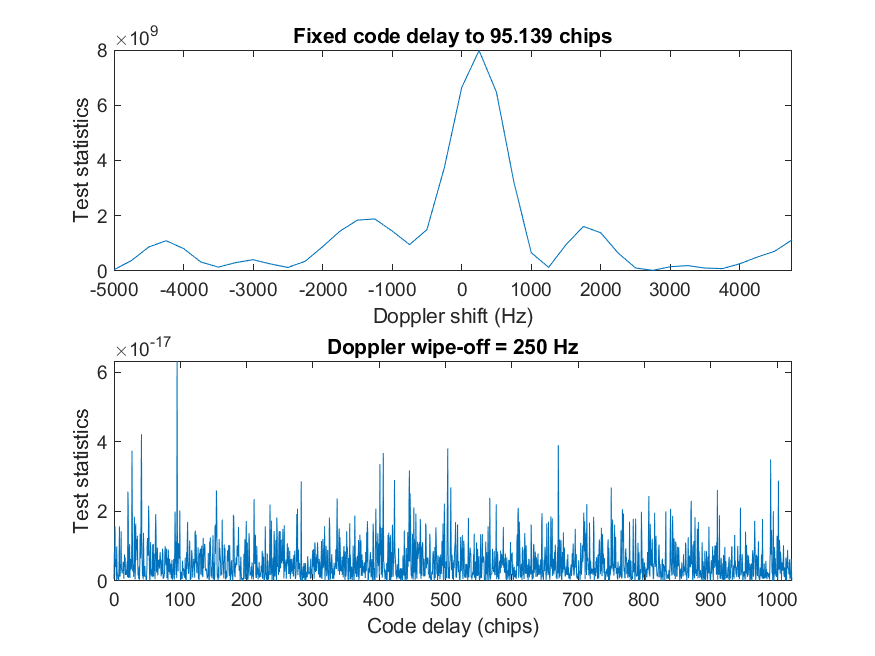 ×10^9
Fixed code delay to 95.139 chips
8
6
4
2
0
Test statistics
-5000 -4000 -3000 -2000 -1000 0 1000 2000 3000 4000
Doppler shift (Hz)
×10^-17
Doppler wipe-off = 250 Hz
6
4
2
0
Test statistics
0 100 200 300 400 500 600 700 800 900 1000
Code delay (chips)